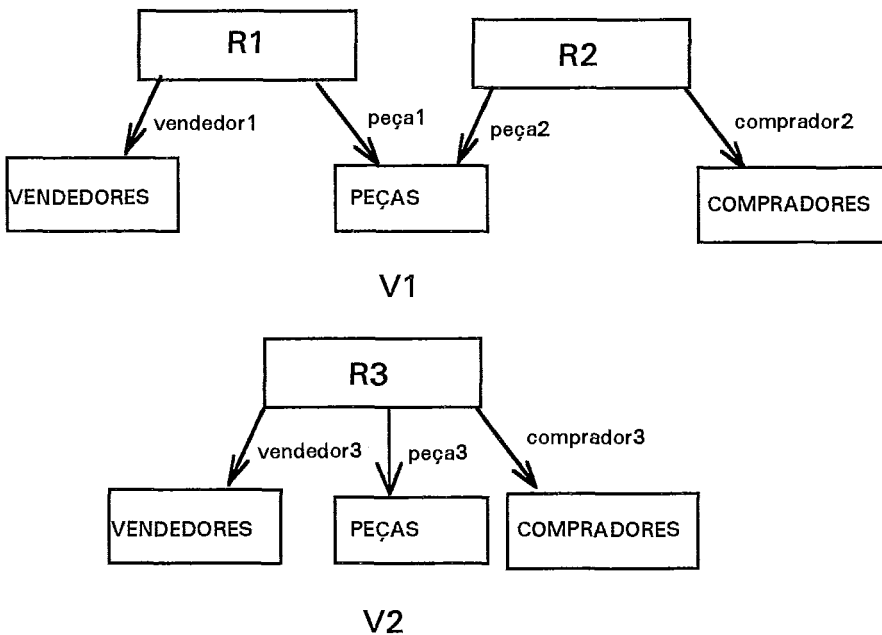 R1
R2
vendedor1
peça1
peça2
comprador2
VENDEDORES
PEÇAS
COMPRADORES
V1
R3
vendedor3
peça3
comprador3
VENDEDORES
PEÇAS
COMPRADORES
V2